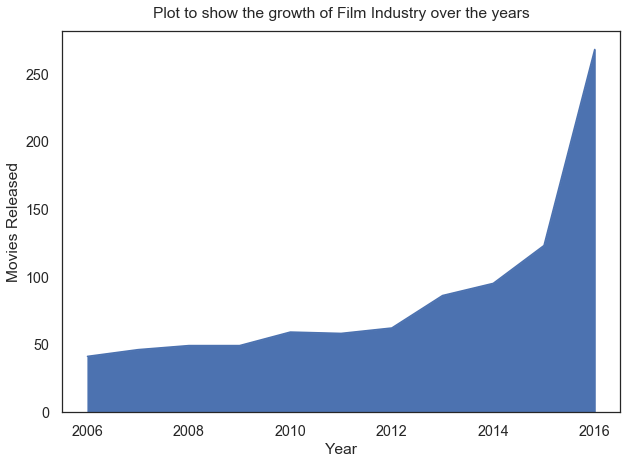 Plot to show the growth of Film Industry over the years
Movies Released
250
200
150
100
50
0
2006 2008 2010 2012 2014 2016
Year